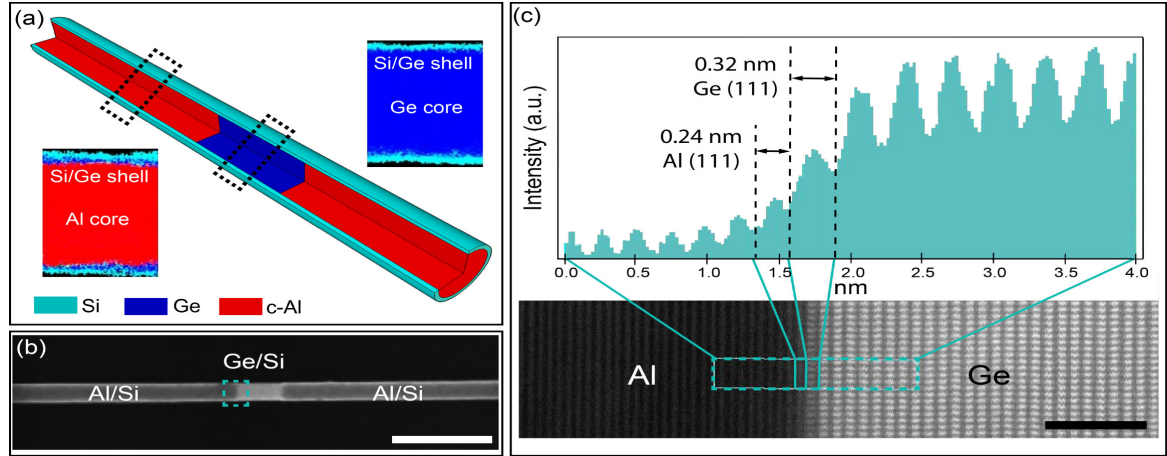 (a)
Si/Ge shell
Ge core
Si/Ge shell
Al core
Si
Ge
c-Al
(b)
Ge/Si
Al/Si
Al/Si
(c)
0.32 nm
Ge (111)
0.24 nm
Al (111)
Intensity (a.u.)
0.0 0.5 1.0 1.5 2.0 2.5 3.0 3.5 4.0
nm
Al
Ge